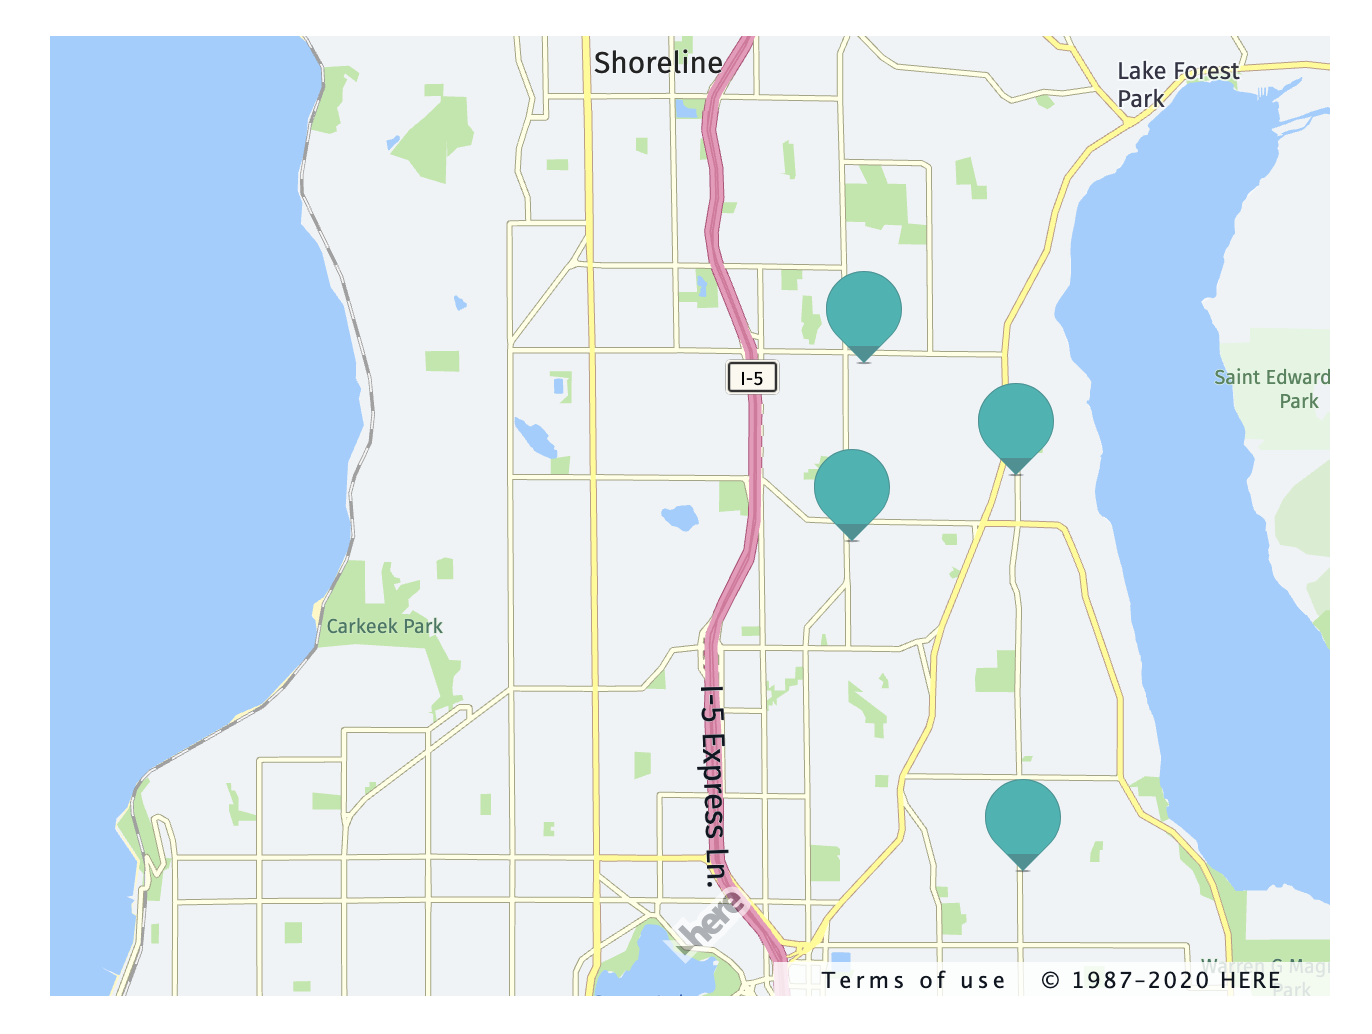 Shoreline
Lake Forest
Park
I-5
Saint Edward
Park
Carkeek Park
I-5 Express Ln.
here
Warren G Mag
Park
Terms of use © 1987–2020 HERE